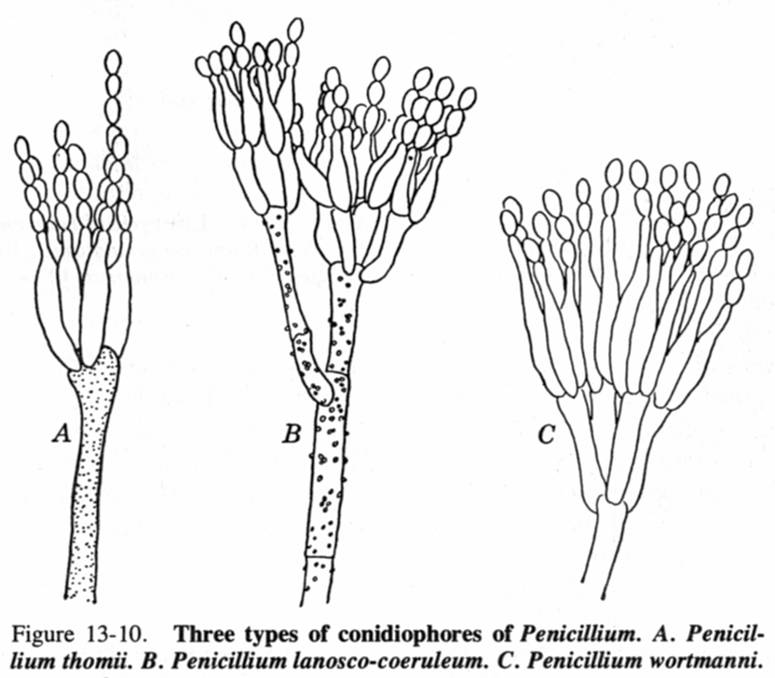 A
B
C
Figure 13-10. Three types of conidiophores of Penicillium. A. Penicil-
lium thomii. B. Penicillium lanosco-coeruleum. C. Penicillium wortmanni.